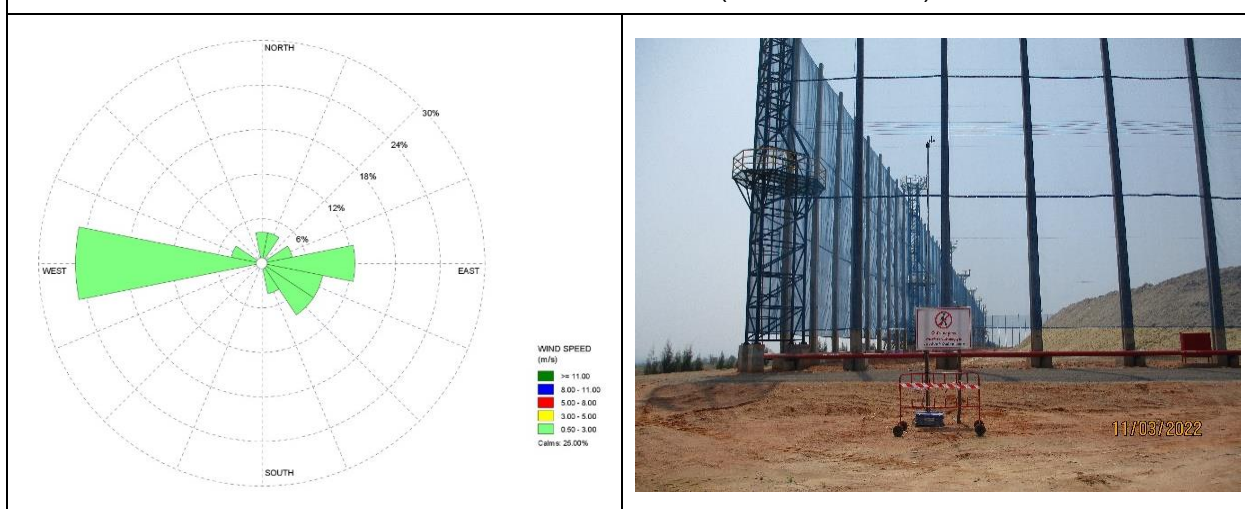 NORTH
30%
24%
18%
12%
6%
WEST
EAST
SOUTH
WIND SPEED
(m/s)
>= 11.00
8.00 - 11.00
5.00 - 8.00
3.00 - 5.00
0.50 - 3.00
Calms: 25.00%
11/03/2022